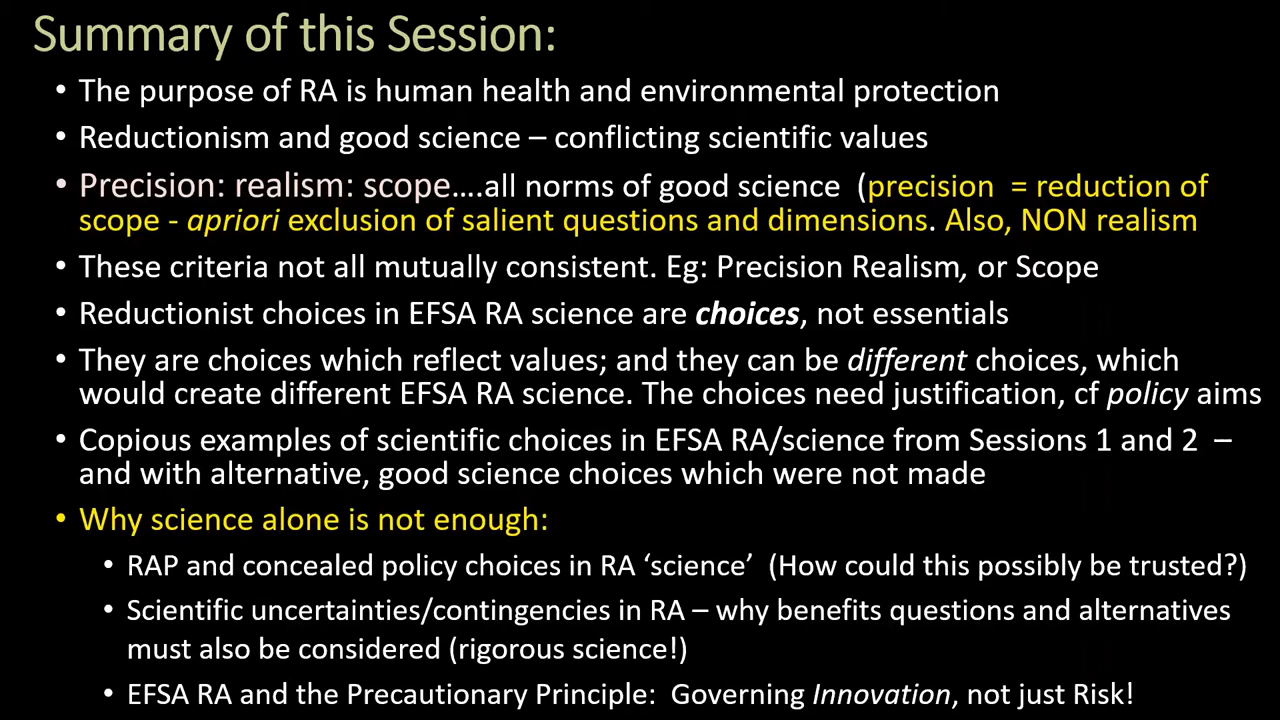 Summary of this Session:
• The purpose of RA is human health and environmental protection
• Reductionism and good science – conflicting scientific values
• Precision: realism: scope....all norms of good science  (precision  = reduction of
scope - apriori exclusion of salient questions and dimensions. Also, NON realism
• These criteria not all mutually consistent. Eg: Precision Realism, or Scope
• Reductionist choices in EFSA RA science are choices, not essentials
• They are choices which reflect values; and they can be different choices, which
would create different EFSA RA science. The choices need justification, cf policy aims
• Copious examples of scientific choices in EFSA RA/science from Sessions 1 and 2  –
and with alternative, good science choices which were not made
• Why science alone is not enough:
• RAP and concealed policy choices in RA ‘science’  (How could this possibly be trusted?)
• Scientific uncertainties/contingencies in RA – why benefits questions and alternatives
must also be considered (rigorous science!)
• EFSA RA and the Precautionary Principle:  Governing Innovation, not just Risk!